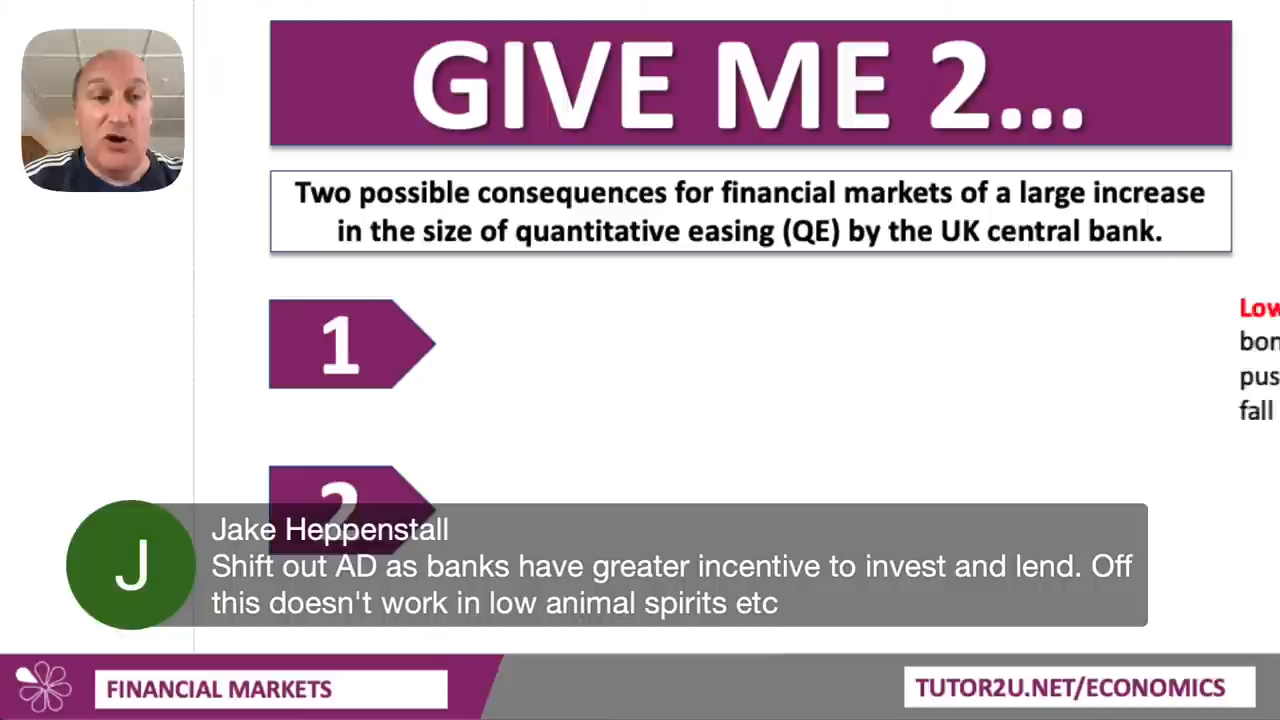 GIVE ME 2...
Two possible consequences for financial markets of a large increase
in the size of quantitative easing (QE) by the UK central bank.
1
Low
bon
pus
fall
2
J
Jake Heppenstall
Shift out AD as banks have greater incentive to invest and lend. Off
this doesn't work in low animal spirits etc
FINANCIAL MARKETS
TUTOR2U.NET/ECONOMICS